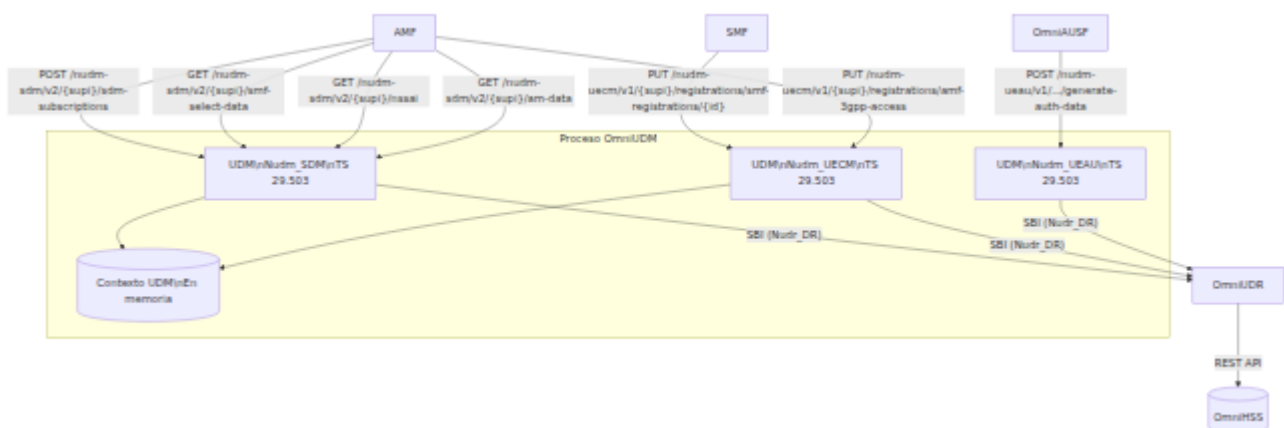 AMF
SMF
OmniAUSF
POST /nudm-
sdm/v2/{supi}/sdm-
subscriptions
GET /nudm-
sdm/v2/{supi}/smf-
select-data
GET /nudm-
sdm/v2/{supi}/nssai
GET /nudm-
sdm/v2/{supi}/am-data
PUT /nudm-
uecm/v1/{supi}/registrations/smf-
registrations/{id}
PUT /nudm-
uecm/v1/{supi}/registrations/amf-
3gpp-access
POST /nudm-
ueau/v1/.../generate-
auth-data
Proceso OmniUDM
UDM\nNudm_SDM\nTS
29.503
UDM\nNudm_UECM\nTS
29.503
UDM\nNudm_UEAU\nTS
29.503
SBI (Nudr_DR)
SBI (Nudr_DR)
SBI (Nudr_DR)
Contexto UDM\nEn
memoria
OmniUDR
REST API
OmniHSS